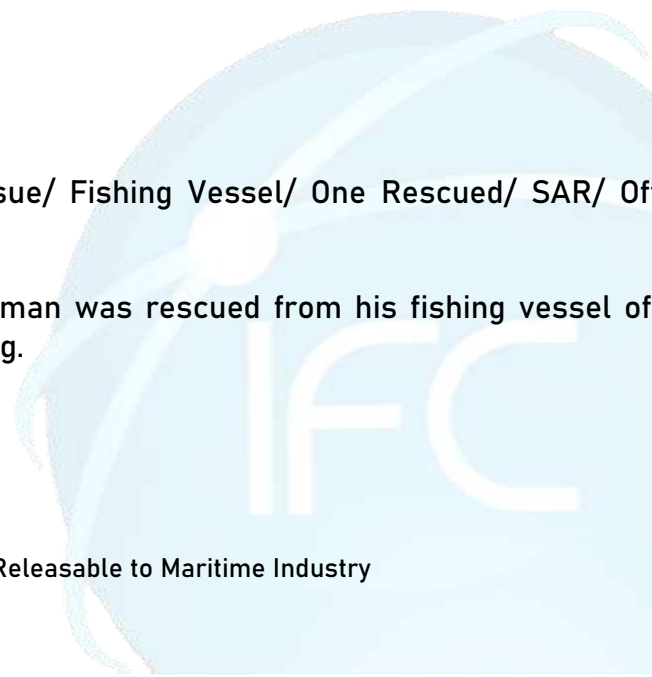 sue/ Fishing Vessel/ One Rescued/ SAR/ Of
man was rescued from his fishing vessel of
g.
IFC
Releasable to Maritime Industry